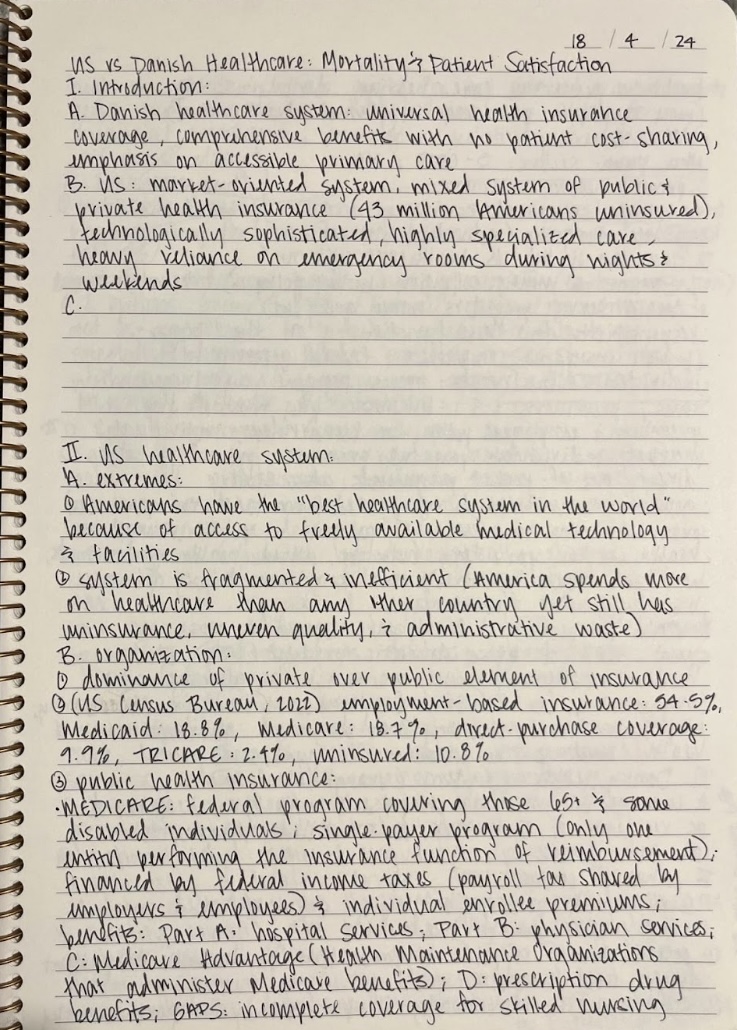 18 / 4 / 24
US vs Danish Healthcare: Mortality & Patient Satisfaction
I. Introduction:
A. Danish healthcare system: universal health insurance
coverage, comprehensive benefits with no patient cost-sharing,
emphasis on accessible primary care
B. US: market-oriented system, mixed system of public &
private health insurance (43 million Americans uninsured),
technologically sophisticated, highly specialized care,
heavy reliance on emergency rooms during nights &
weekends
C.
II. US healthcare system:
A. extremes:
① Americans have the "best healthcare system in the world"
because of access to freely available medical technology
& facilities
② system is fragmented & inefficient (America spends more
on healthcare than any other country yet still has
uninsurance, uneven quality, & administrative waste)
B. organization:
① dominance of private over public element of insurance
② (US Census Bureau, 2022) employment-based insurance: 54.5%,
Medicaid: 18.8%, Medicare: 18.7%, direct-purchase coverage:
9.9%, TRICARE: 2.4%, uninsured: 10.8%
③ public health insurance:
·MEDICARE: federal program covering those 65+ & some
disabled individuals; single-payer program (only one
entity performing the insurance function of reimbursement);
financed by federal income taxes (payroll tax shared by
employers & employees) & individual enrollee premiums;
benefits: Part A: hospital services; Part B: physician services;
C: Medicare Advantage (Health Maintenance Organizations
that administer Medicare benefits); D: prescription drug
benefits; GAPS: incomplete coverage for skilled nursing